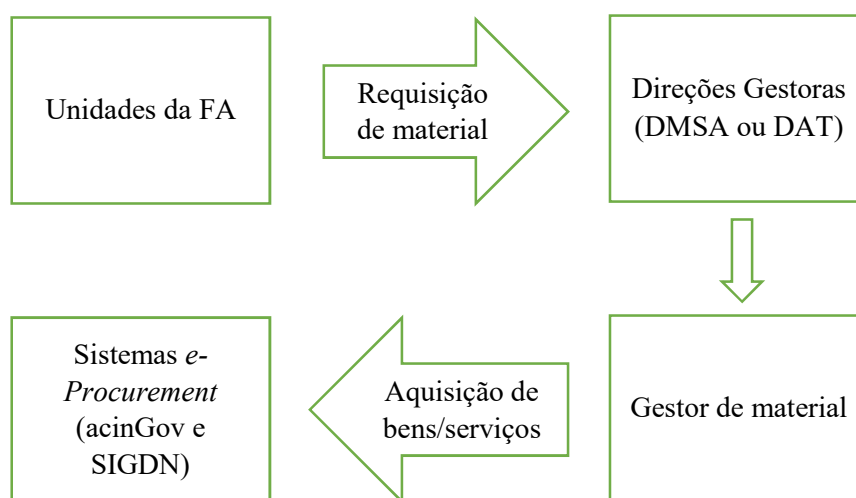 Unidades da FA
Requisição
de material
Direções Gestoras
(DMSA ou DAT)
Gestor de material
Aquisição de
bens/serviços
Sistemas e-
Procurement
(acinGov e
SIGDN)